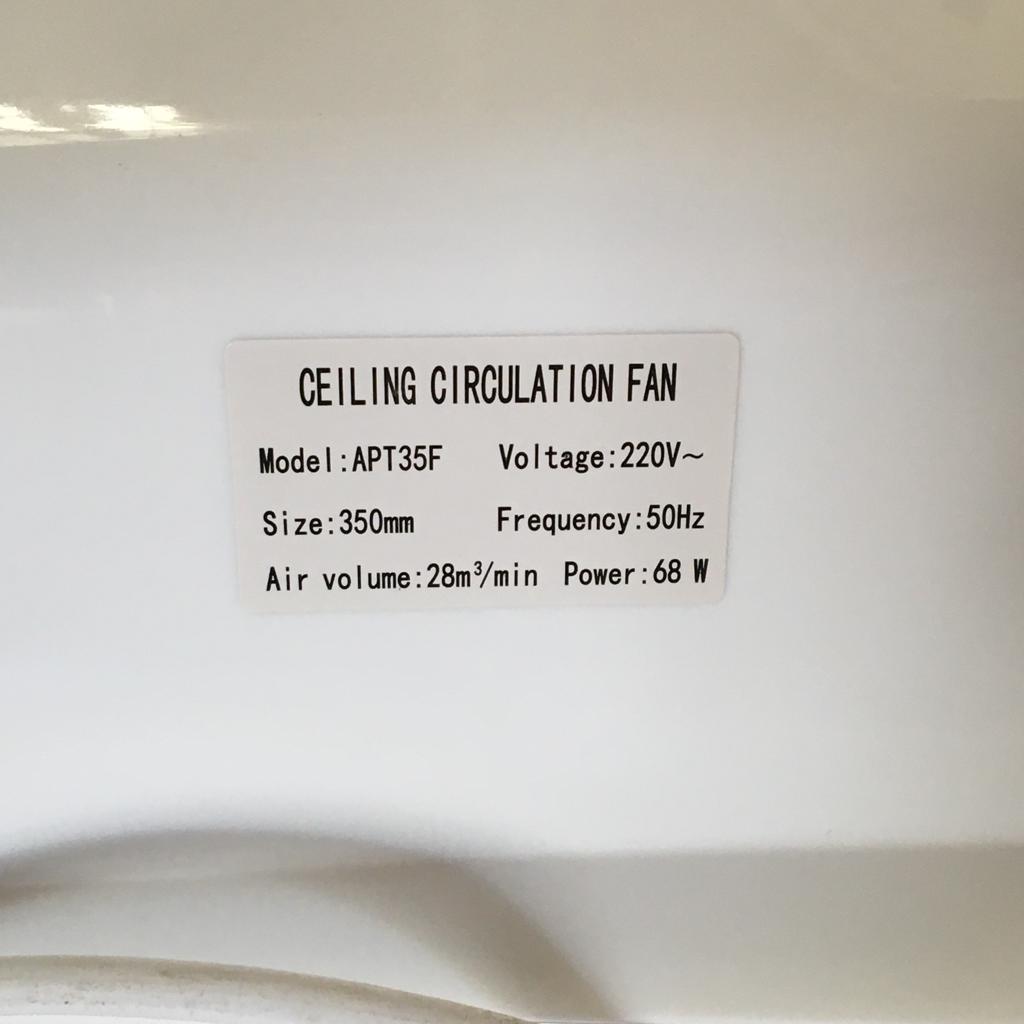 CEILING CIRCULATION FAN
Model:APT35F Voltage:220V~
Size:350mm Frequency:50Hz
Air volume:28m³/min Power:68 W